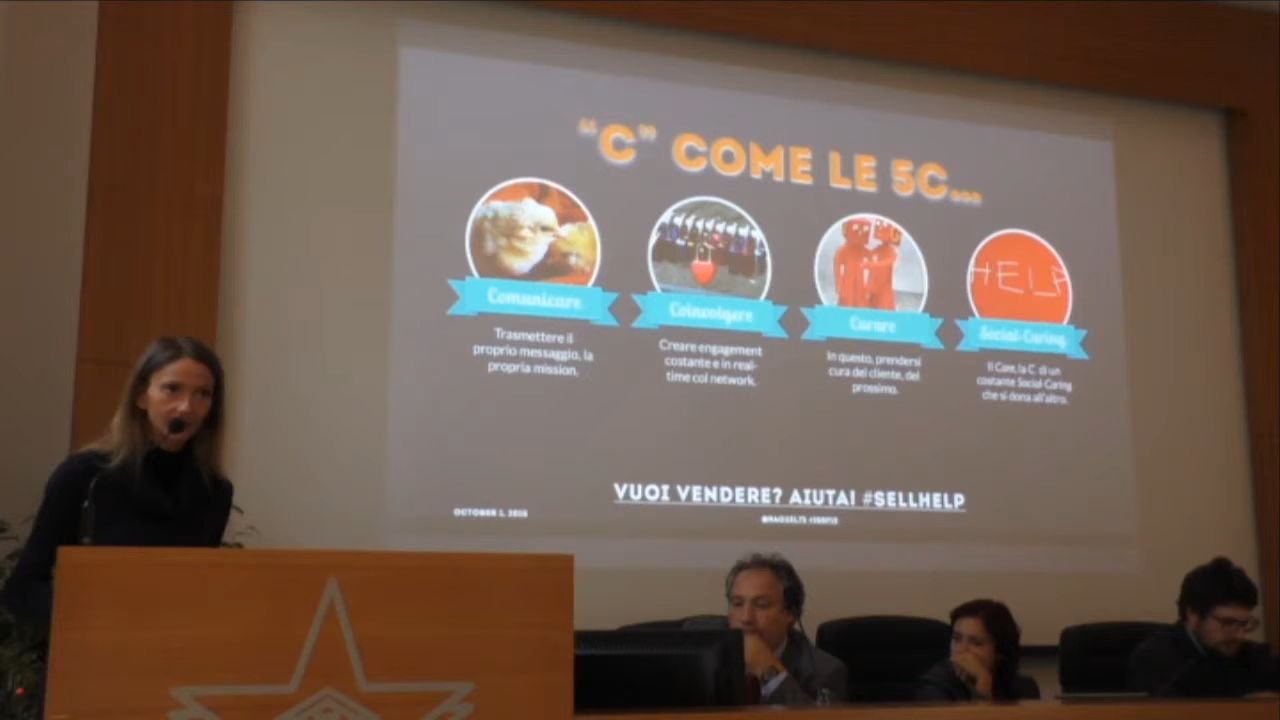 "C" COME LE 5C...
HELP
Comunicare
Trasmettere il
proprio messaggio, la
propria mission.
Coinvolgere
Creare engagement
costante e in real-
time col network.
Curare
In questo, prendersi
cura del cliente, del
prossimo.
Social-Caring
Il Core, la C di un
costante Social-Caring
che si dona all'altro.
VUOI VENDERE? AIUTA! #SELLHELP